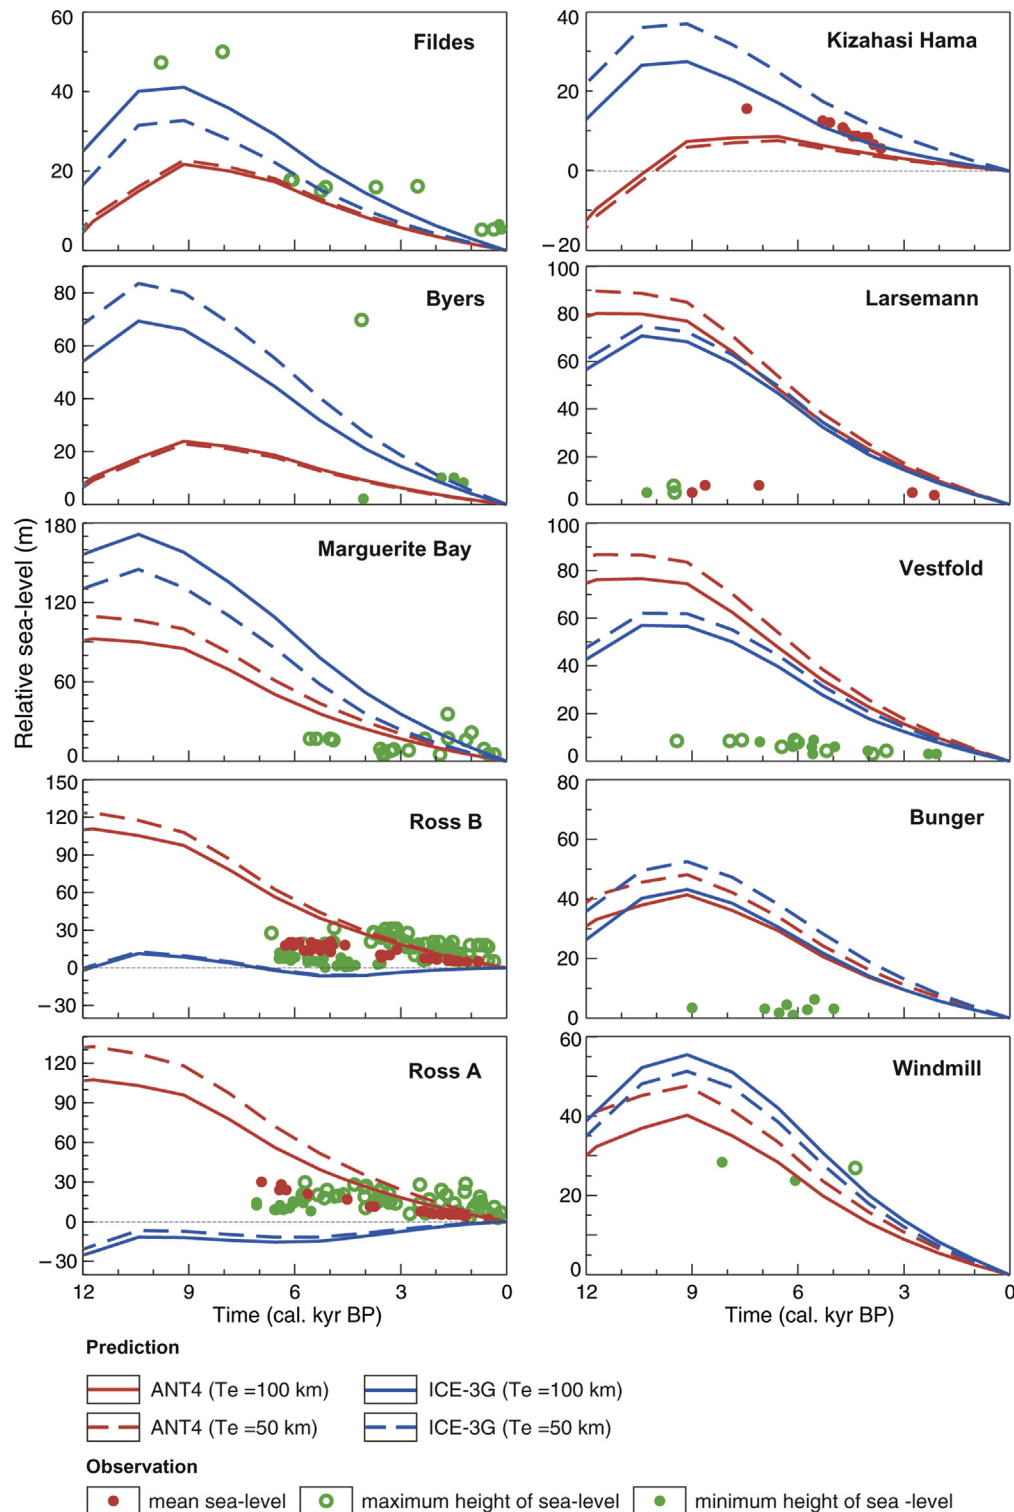 60
40
20
0
Fildes
40
20
0
−20
Kizahasi Hama
80
60
40
20
0
Byers
100
80
60
40
20
0
Larsemann
Relative sea-level (m)
180
120
60
0
Marguerite Bay
100
80
60
40
20
0
Vestfold
150
120
90
60
30
0
−30
Ross B
80
60
40
20
0
Bunger
120
90
60
30
0
−30
Ross A
60
40
20
0
Windmill
12 9 6 3 0
12 9 6 3 0
Time (cal. kyr BP)
Time (cal. kyr BP)
Prediction
ANT4 (Te =100 km) ICE-3G (Te =100 km)
ANT4 (Te =50 km) ICE-3G (Te =50 km)
Observation
mean sea-level maximum height of sea-level minimum height of sea -level